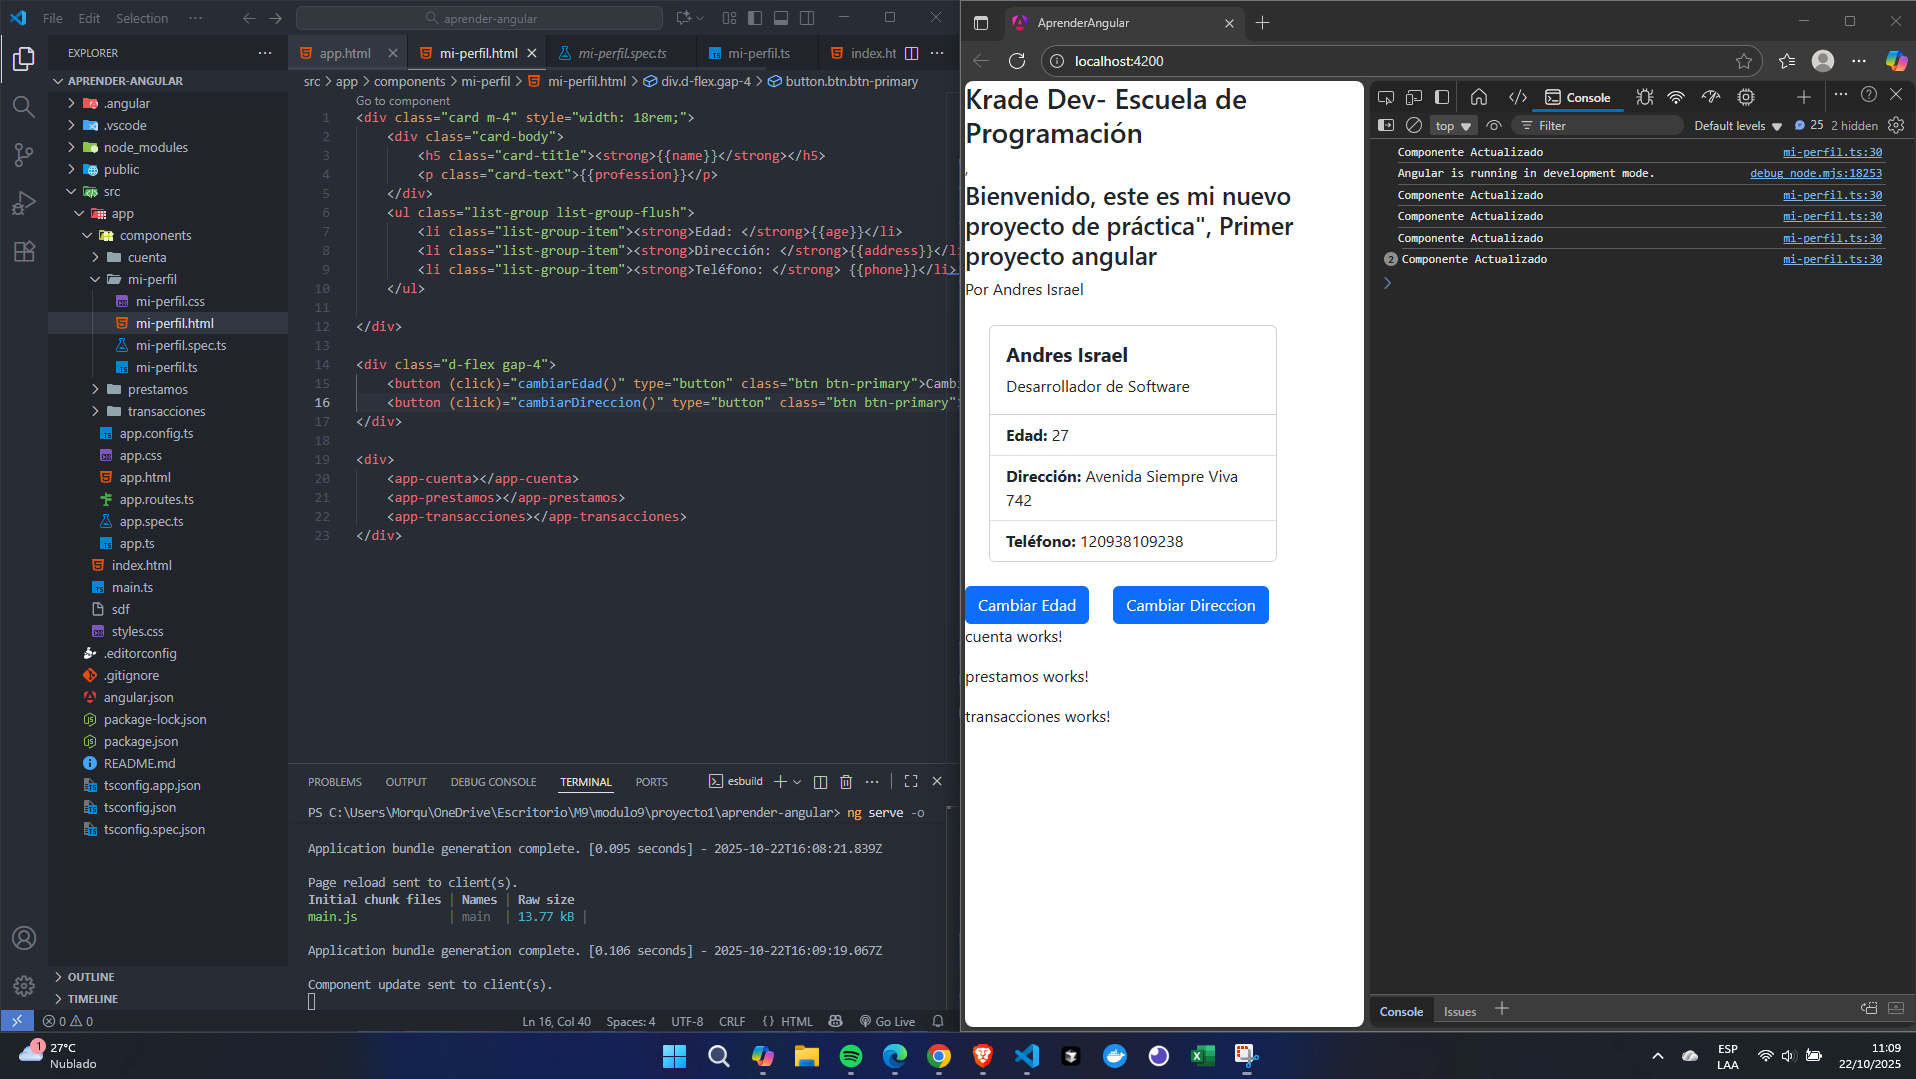 File Edit Selection ··· aprender-angular
EXPLORER ···
APRENDER-ANGULAR
.angular
.vscode
node_modules
public
src
app
components
cuenta
mi-perfil
mi-perfil.css
mi-perfil.html
mi-perfil.spec.ts
mi-perfil.ts
prestamos
transacciones
app.config.ts
app.css
app.html
app.routes.ts
app.spec.ts
app.ts
index.html
main.ts
sdf
styles.css
.editorconfig
.gitignore
angular.json
package-lock.json
package.json
README.md
tsconfig.app.json
tsconfig.json
tsconfig.spec.json
OUTLINE
TIMELINE
app.html mi-perfil.html mi-perfil.spec.ts mi-perfil.ts index.ht ···
src > app > components > mi-perfil > mi-perfil.html > div.d-flex.gap-4 > button.btn.btn-primary
Go to component
1 <div class="card m-4" style="width: 18rem;">
2 <div class="card-body">
3 <h5 class="card-title"><strong>{{name}}</strong></h5>
4 <p class="card-text">{{profession}}</p>
5 </div>
6 <ul class="list-group list-group-flush">
7 <li class="list-group-item"><strong>Edad: </strong>{{age}}</li>
8 <li class="list-group-item"><strong>Dirección: </strong>{{address}}</l
9 <li class="list-group-item"><strong>Teléfono: </strong> {{phone}}</li>
10 </ul>
11
12 </div>
13
14 <div class="d-flex gap-4">
15 <button (click)="cambiarEdad()" type="button" class="btn btn-primary">Camb
16 <button (click)="cambiarDireccion()" type="button" class="btn btn-primary"
17 </div>
18
19 <div>
20 <app-cuenta></app-cuenta>
21 <app-prestamos></app-prestamos>
22 <app-transacciones></app-transacciones>
23 </div>
PROBLEMS OUTPUT DEBUG CONSOLE TERMINAL PORTS esbuild ···
PS C:\Users\Morqu\OneDrive\Escritorio\M9\modulo9\proyecto1\aprender-angular> ng serve -o
Application bundle generation complete. [0.095 seconds] - 2025-10-22T16:08:21.839Z
Page reload sent to client(s).
Initial chunk files | Names | Raw size
main.js | main | 13.77 kB |
Application bundle generation complete. [0.106 seconds] - 2025-10-22T16:09:19.067Z
Component update sent to client(s).
0 0 Ln 16, Col 40 Spaces: 4 UTF-8 CRLF {} HTML Go Live
AprenderAngular
localhost:4200
Krade Dev- Escuela de
Programación
,
Bienvenido, este es mi nuevo
proyecto de práctica", Primer
proyecto angular
Por Andres Israel
Andres Israel
Desarrollador de Software
Edad: 27
Dirección: Avenida Siempre Viva
742
Teléfono: 120938109238
Cambiar Edad Cambiar Direccion
cuenta works!
prestamos works!
transacciones works!
Console
top Filter Default levels 25 2 hidden
Componente Actualizado mi-perfil.ts:30
Angular is running in development mode. debug_node.mjs:18253
Componente Actualizado mi-perfil.ts:30
Componente Actualizado mi-perfil.ts:30
Componente Actualizado mi-perfil.ts:30
2 Componente Actualizado mi-perfil.ts:30
Console Issues
1 27°C
Nublado
ESP
LAA
11:09
22/10/2025